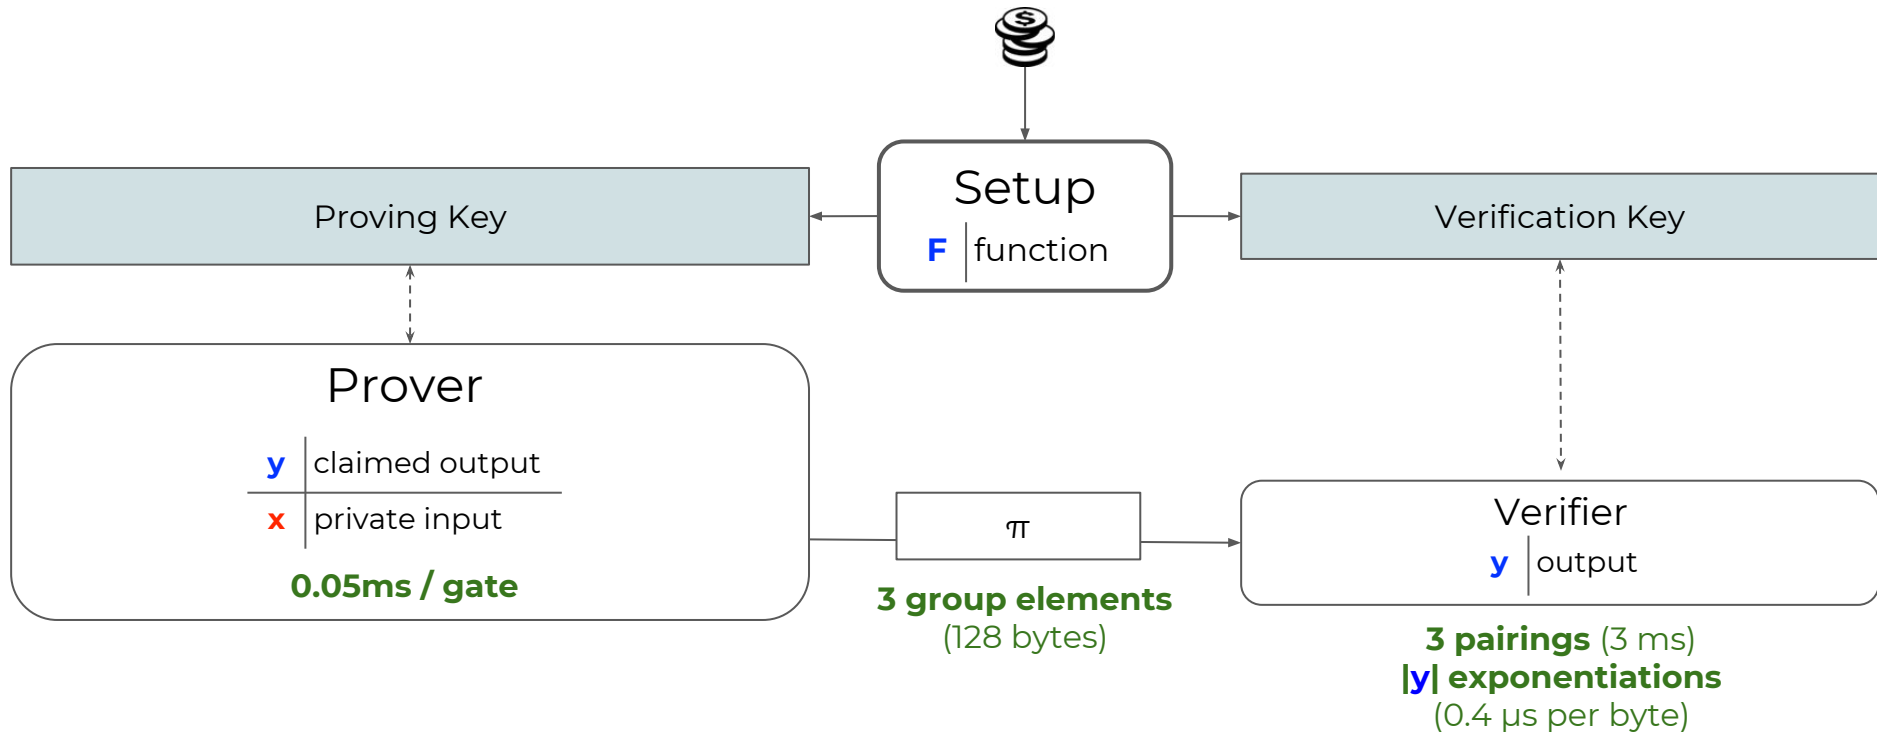 $
Setup
F function
Proving Key
Verification Key
Prover
y claimed output
x private input
0.05ms / gate
π
3 group elements
(128 bytes)
Verifier
y output
3 pairings (3 ms)
|y| exponentiations
(0.4 µs per byte)